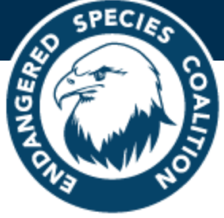 ENDANGERED SPECIES COALITION